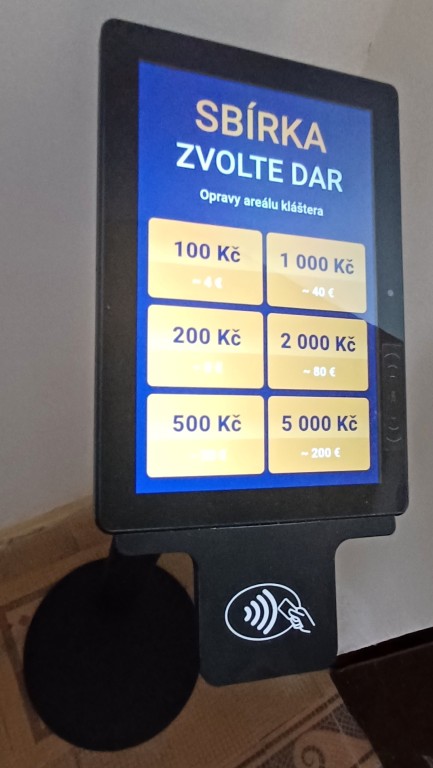 SBÍRKA
ZVOLTE DAR
Opravy areálu kláštera
100 Kč
~ 4 €
1 000 Kč
~ 40 €
200 Kč
2 000 Kč
~ 80 €
500 Kč
5 000 Kč
~ 200 €